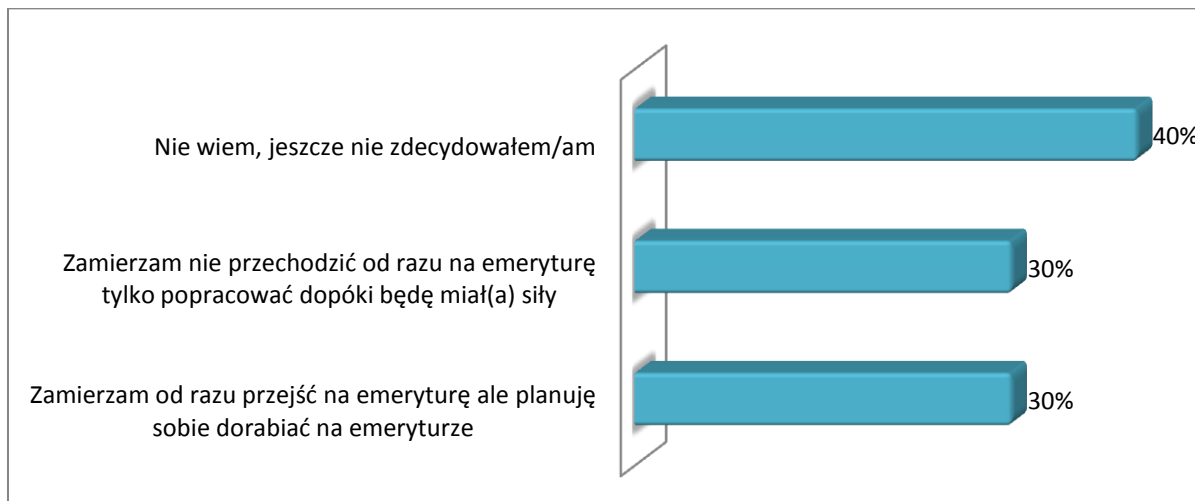 Nie wiem, jeszcze nie zdecydowałem/am
40%
Zamierzam nie przechodzić od razu na emeryturę
tylko popracować dopóki będę miał(a) siły
30%
Zamierzam od razu przejść na emeryturę ale planuję
sobie dorabiać na emeryturze
30%